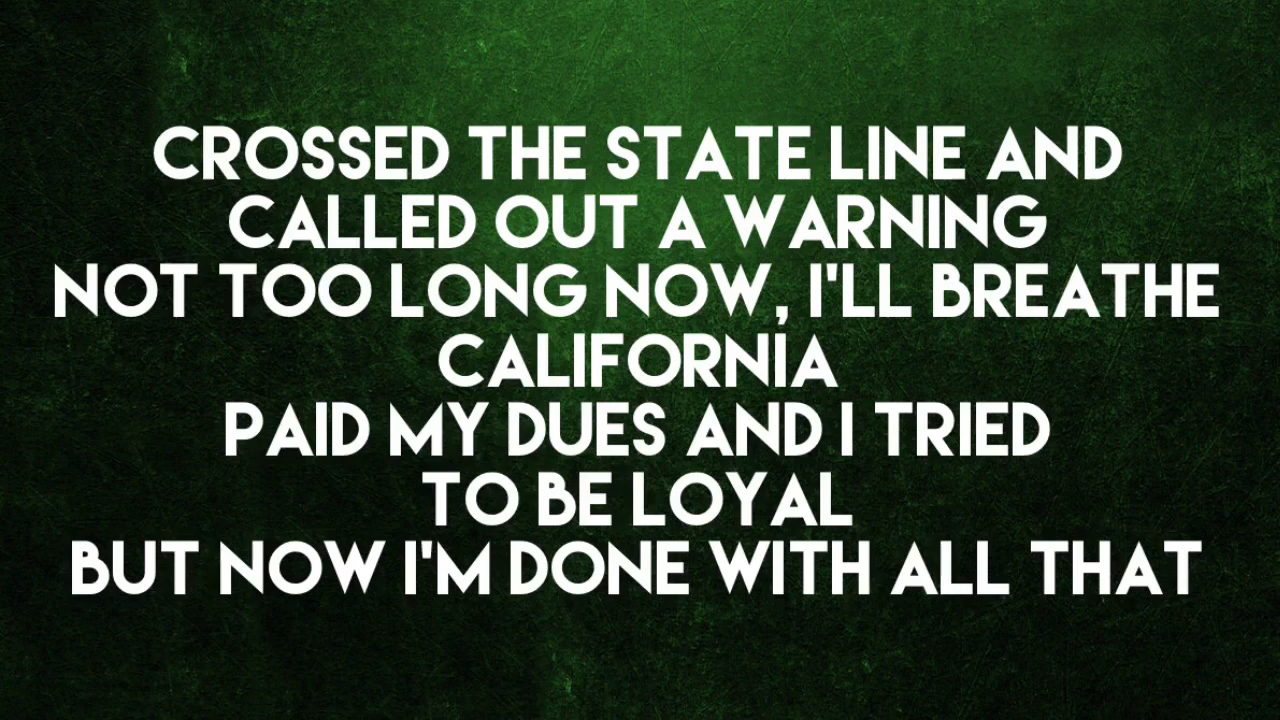 CROSSED THE STATE LINE AND
CALLED OUT A WARNING
NOT TOO LONG NOW, I'LL BREATHE
CALIFORNIA
PAID MY DUES AND I TRIED
TO BE LOYAL
BUT NOW I'M DONE WITH ALL THAT